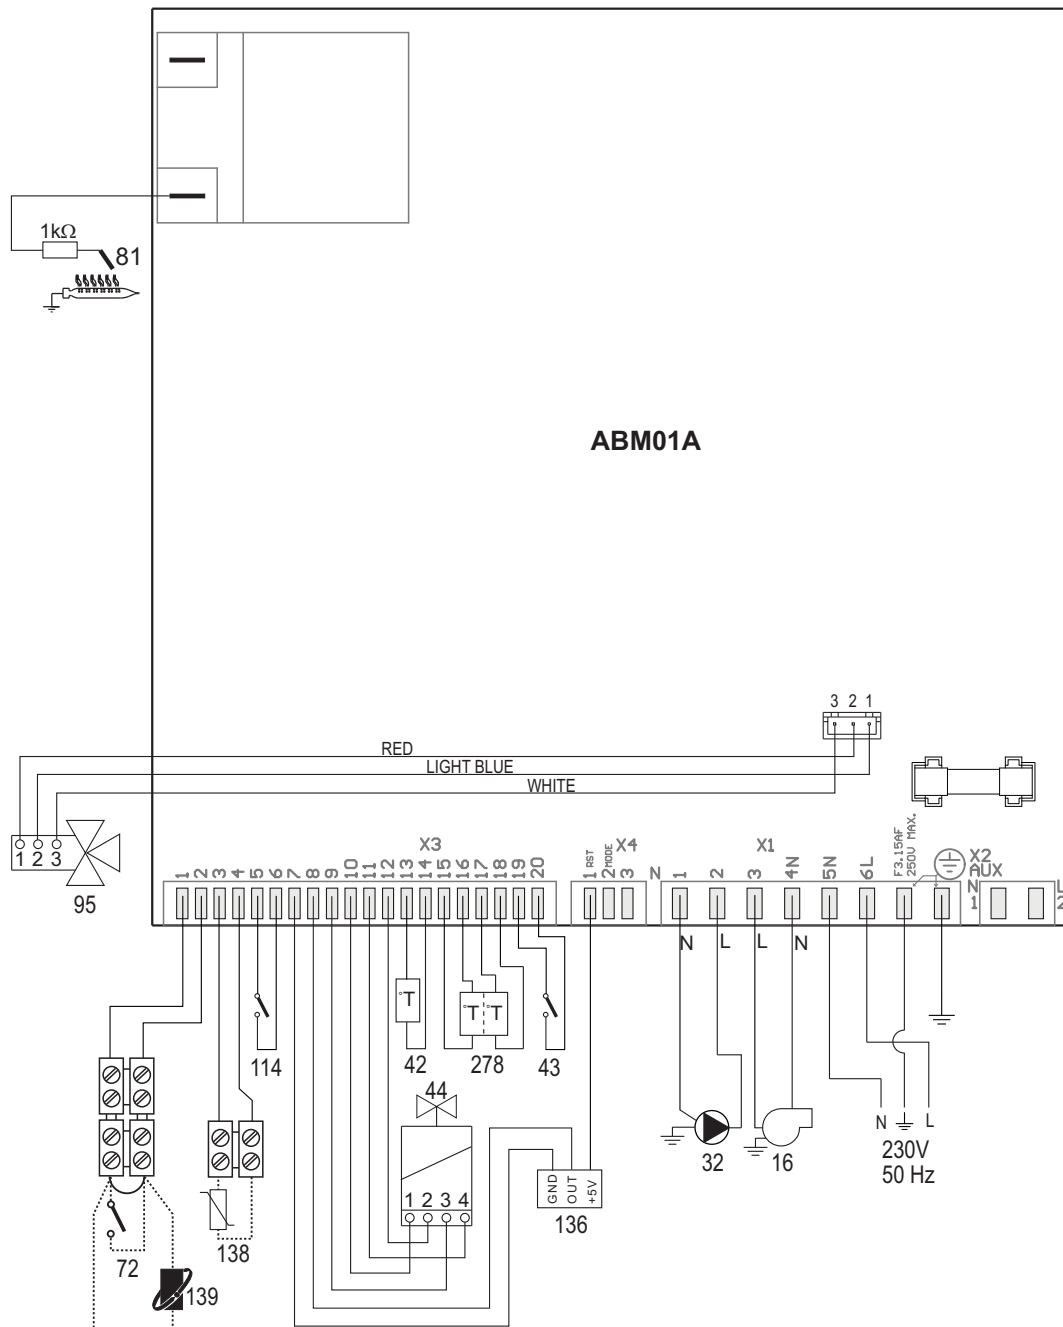 1kΩ
81
ABM01A
3 2 1
RED
LIGHT BLUE
WHITE
1 2 3
95
X3
1 2 3 4 5 6 7 8 9 10 11 12 13 14 15 16 17 18 19 20
X4
1 RST
2 MODE
3
N
X1
1 2 3 4N 5N 6L
F3.15AF
250V MAX.
X2
AUX
N
1
L
2
N L L N
°T
42
°T °T
278
43
114
44
1 2 3 4
GND
OUT
+5V
136
32
16
N L
230V
50 Hz
138
72
139